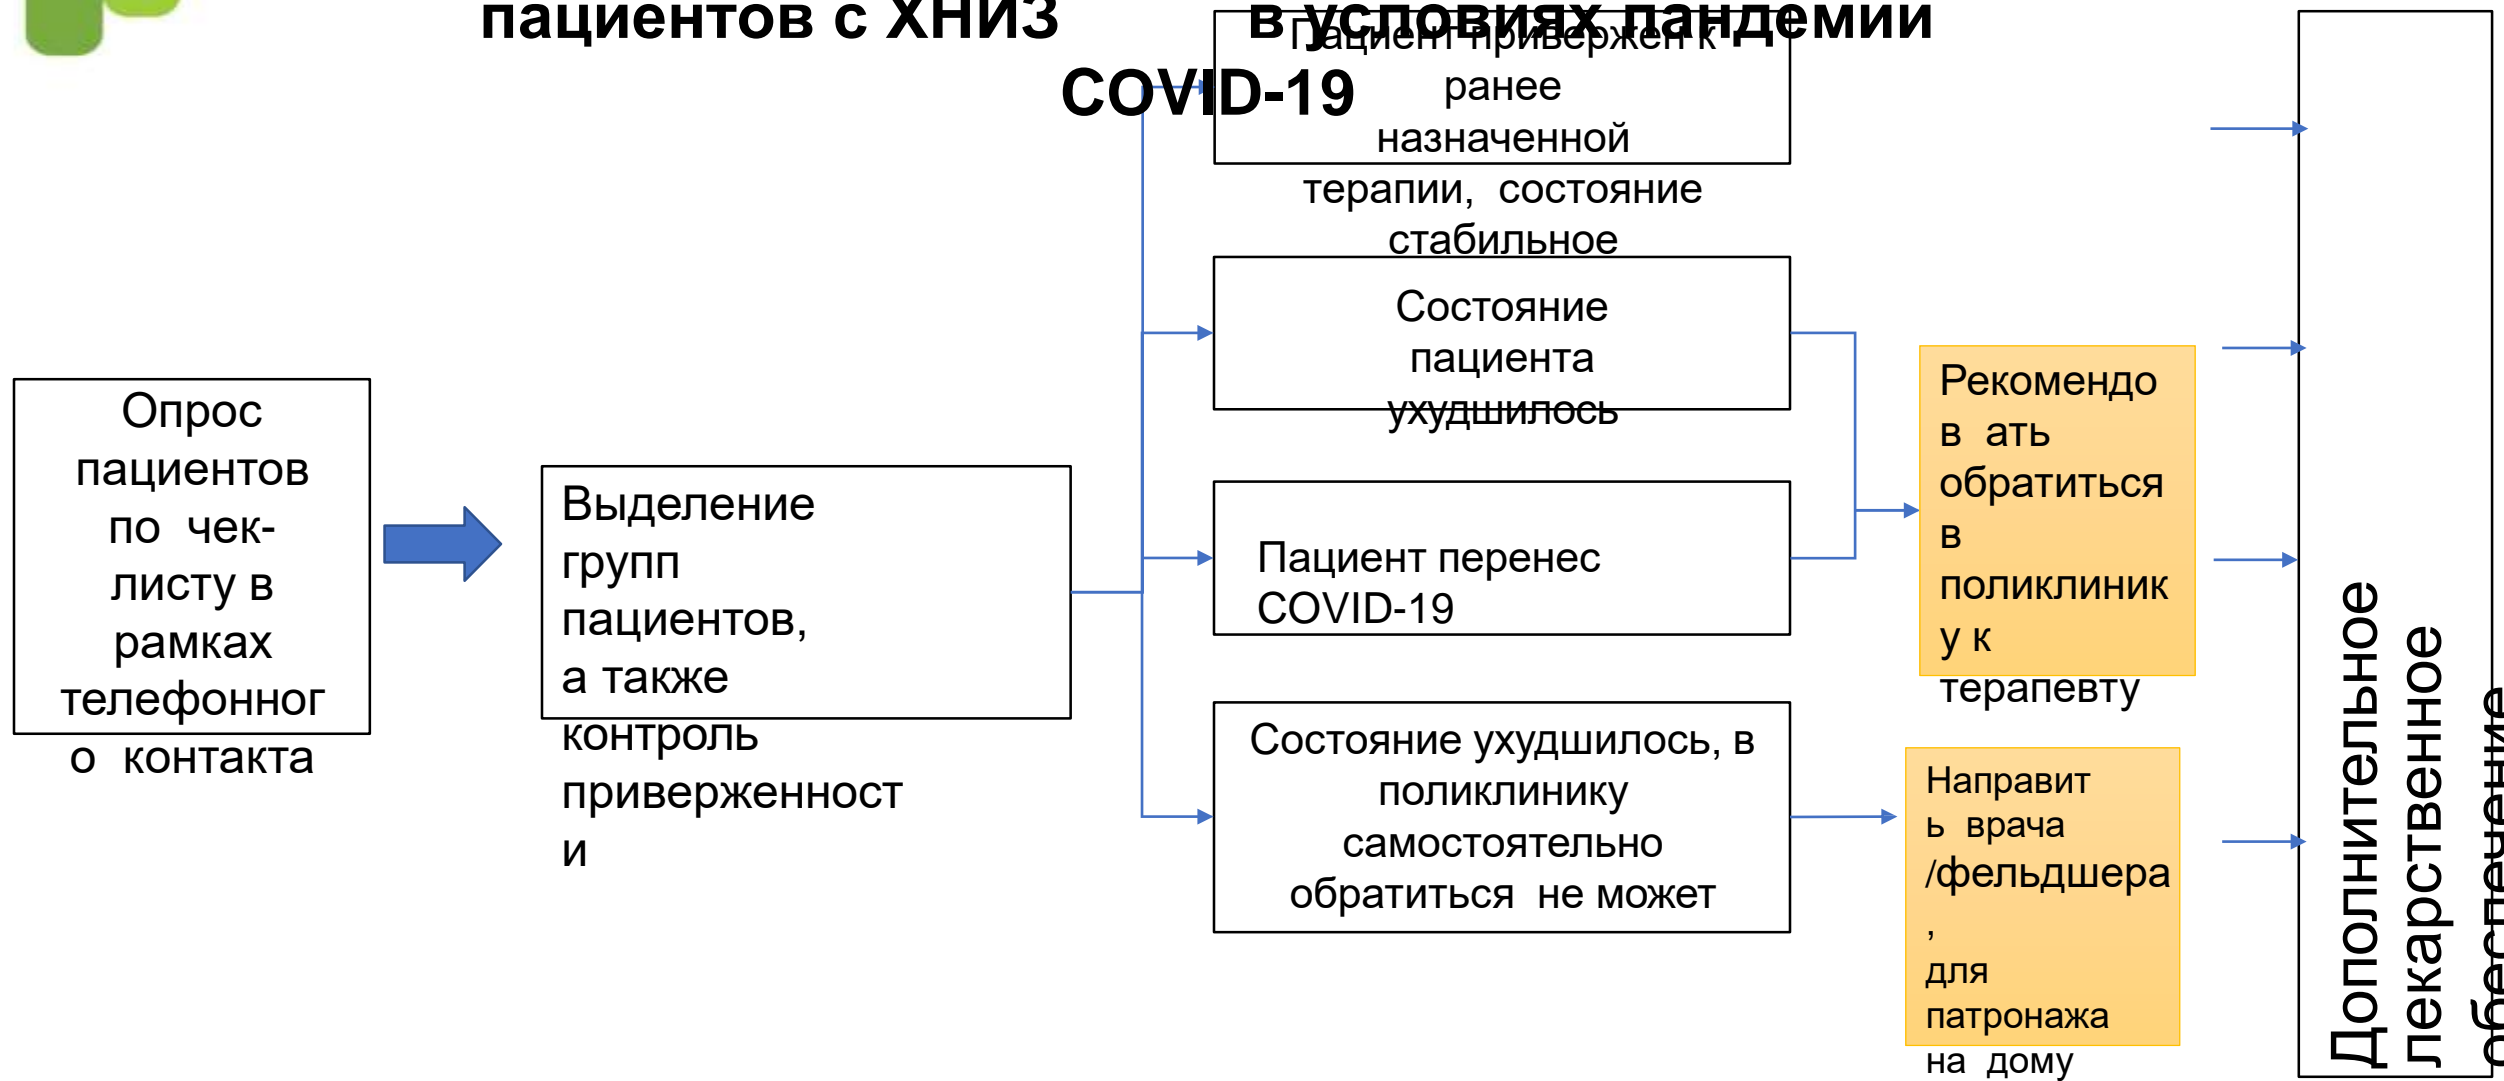 пациентов с ХНИЗ в условиях пандемии
COVID-19
Пациент привержен к
ранее
назначенной
терапии, состояние
стабильное
Состояние
пациента
ухудшилось
Пациент перенес
COVID-19
Состояние ухудшилось, в
поликлинику
самостоятельно
обратиться не может
Опрос
пациентов
по чек-
листу в
рамках
телефонног
о контакта
Выделение
групп
пациентов,
а также
контроль
приверженност
и
Рекомендо
в ать
обратиться
в
поликлиник
у к
терапевту
Направит
ь врача
/фельдшера
,
для
патронажа
на дому
Дополнительное
лекарственное
обеспечение